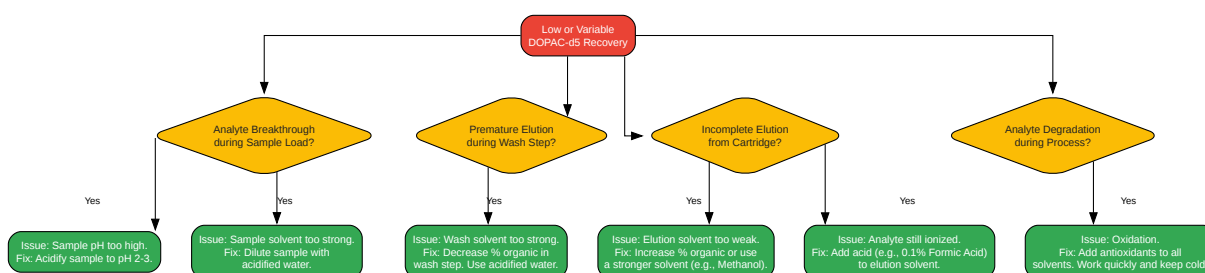 Low or Variable
DOPAC-d5 Recovery
Analyte Breakthrough
during Sample Load?
Premature Elution
during Wash Step?
Incomplete Elution
from Cartridge?
Analyte Degradation
during Process?
Yes
Yes
Yes
Yes
Yes
Yes
Issue: Sample pH too high.
Fix: Acidify sample to pH 2-3.
Issue: Sample solvent too strong.
Fix: Dilute sample with
acidified water.
Issue: Wash solvent too strong.
Fix: Decrease % organic in
wash step. Use acidified water.
Issue: Elution solvent too weak.
Fix: Increase % organic or use
a stronger solvent (e.g., Methanol).
Issue: Analyte still ionized.
Fix: Add acid (e.g., 0.1% Formic Acid)
to elution solvent.
Issue: Oxidation.
Fix: Add antioxidants to all
solvents. Work quickly and keep cold